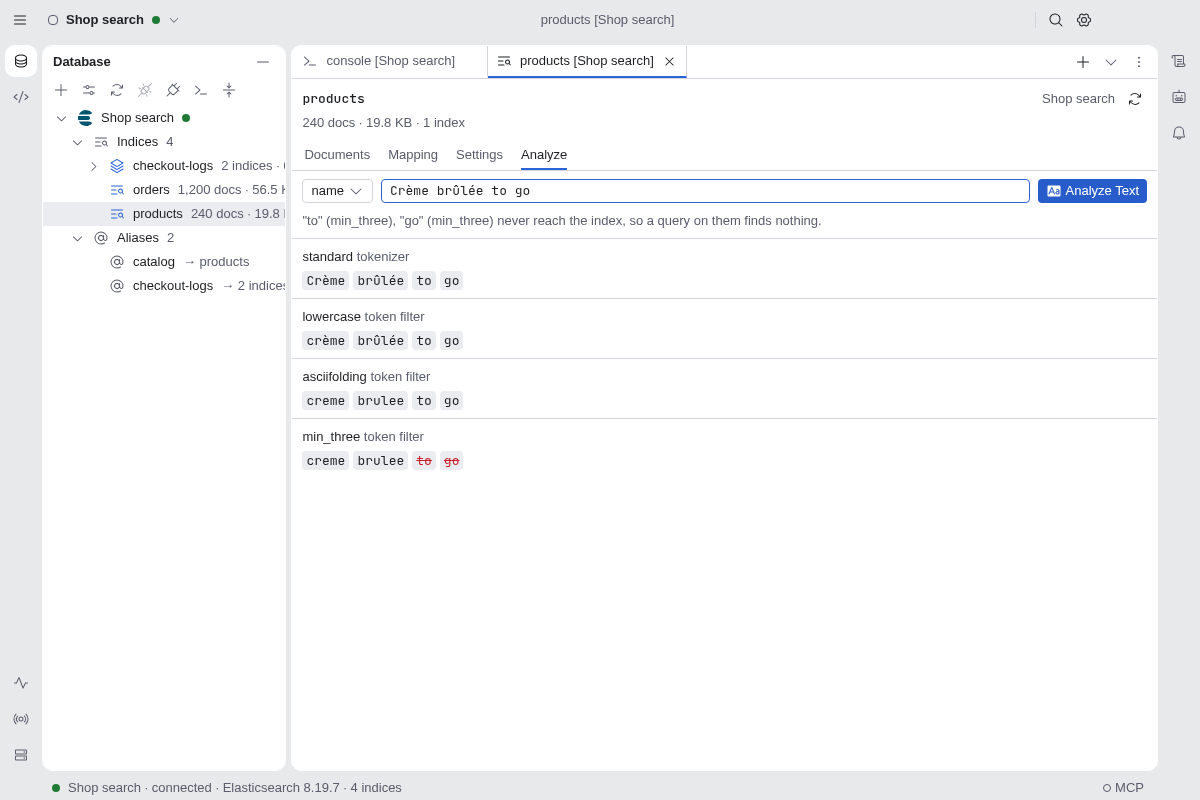 Shop search
products [Shop search]
Database
console [Shop search]
products [Shop search]
Shop search
Indices 4
checkout-logs 2 indices ·
orders 1,200 docs · 56.5
products 240 docs · 19.8
Aliases 2
catalog → products
checkout-logs → 2 indices
products
Shop search
240 docs · 19.8 KB · 1 index
Documents Mapping Settings Analyze
name
Crème brûlée to go
Aa Analyze Text
"to" (min_three), "go" (min_three) never reach the index, so a query on them finds nothing.
standard tokenizer
Crème brûlée to go
lowercase token filter
crème brûlée to go
asciifolding token filter
creme brulee to go
min_three token filter
creme brulee to go
Shop search · connected · Elasticsearch 8.19.7 · 4 indices
MCP